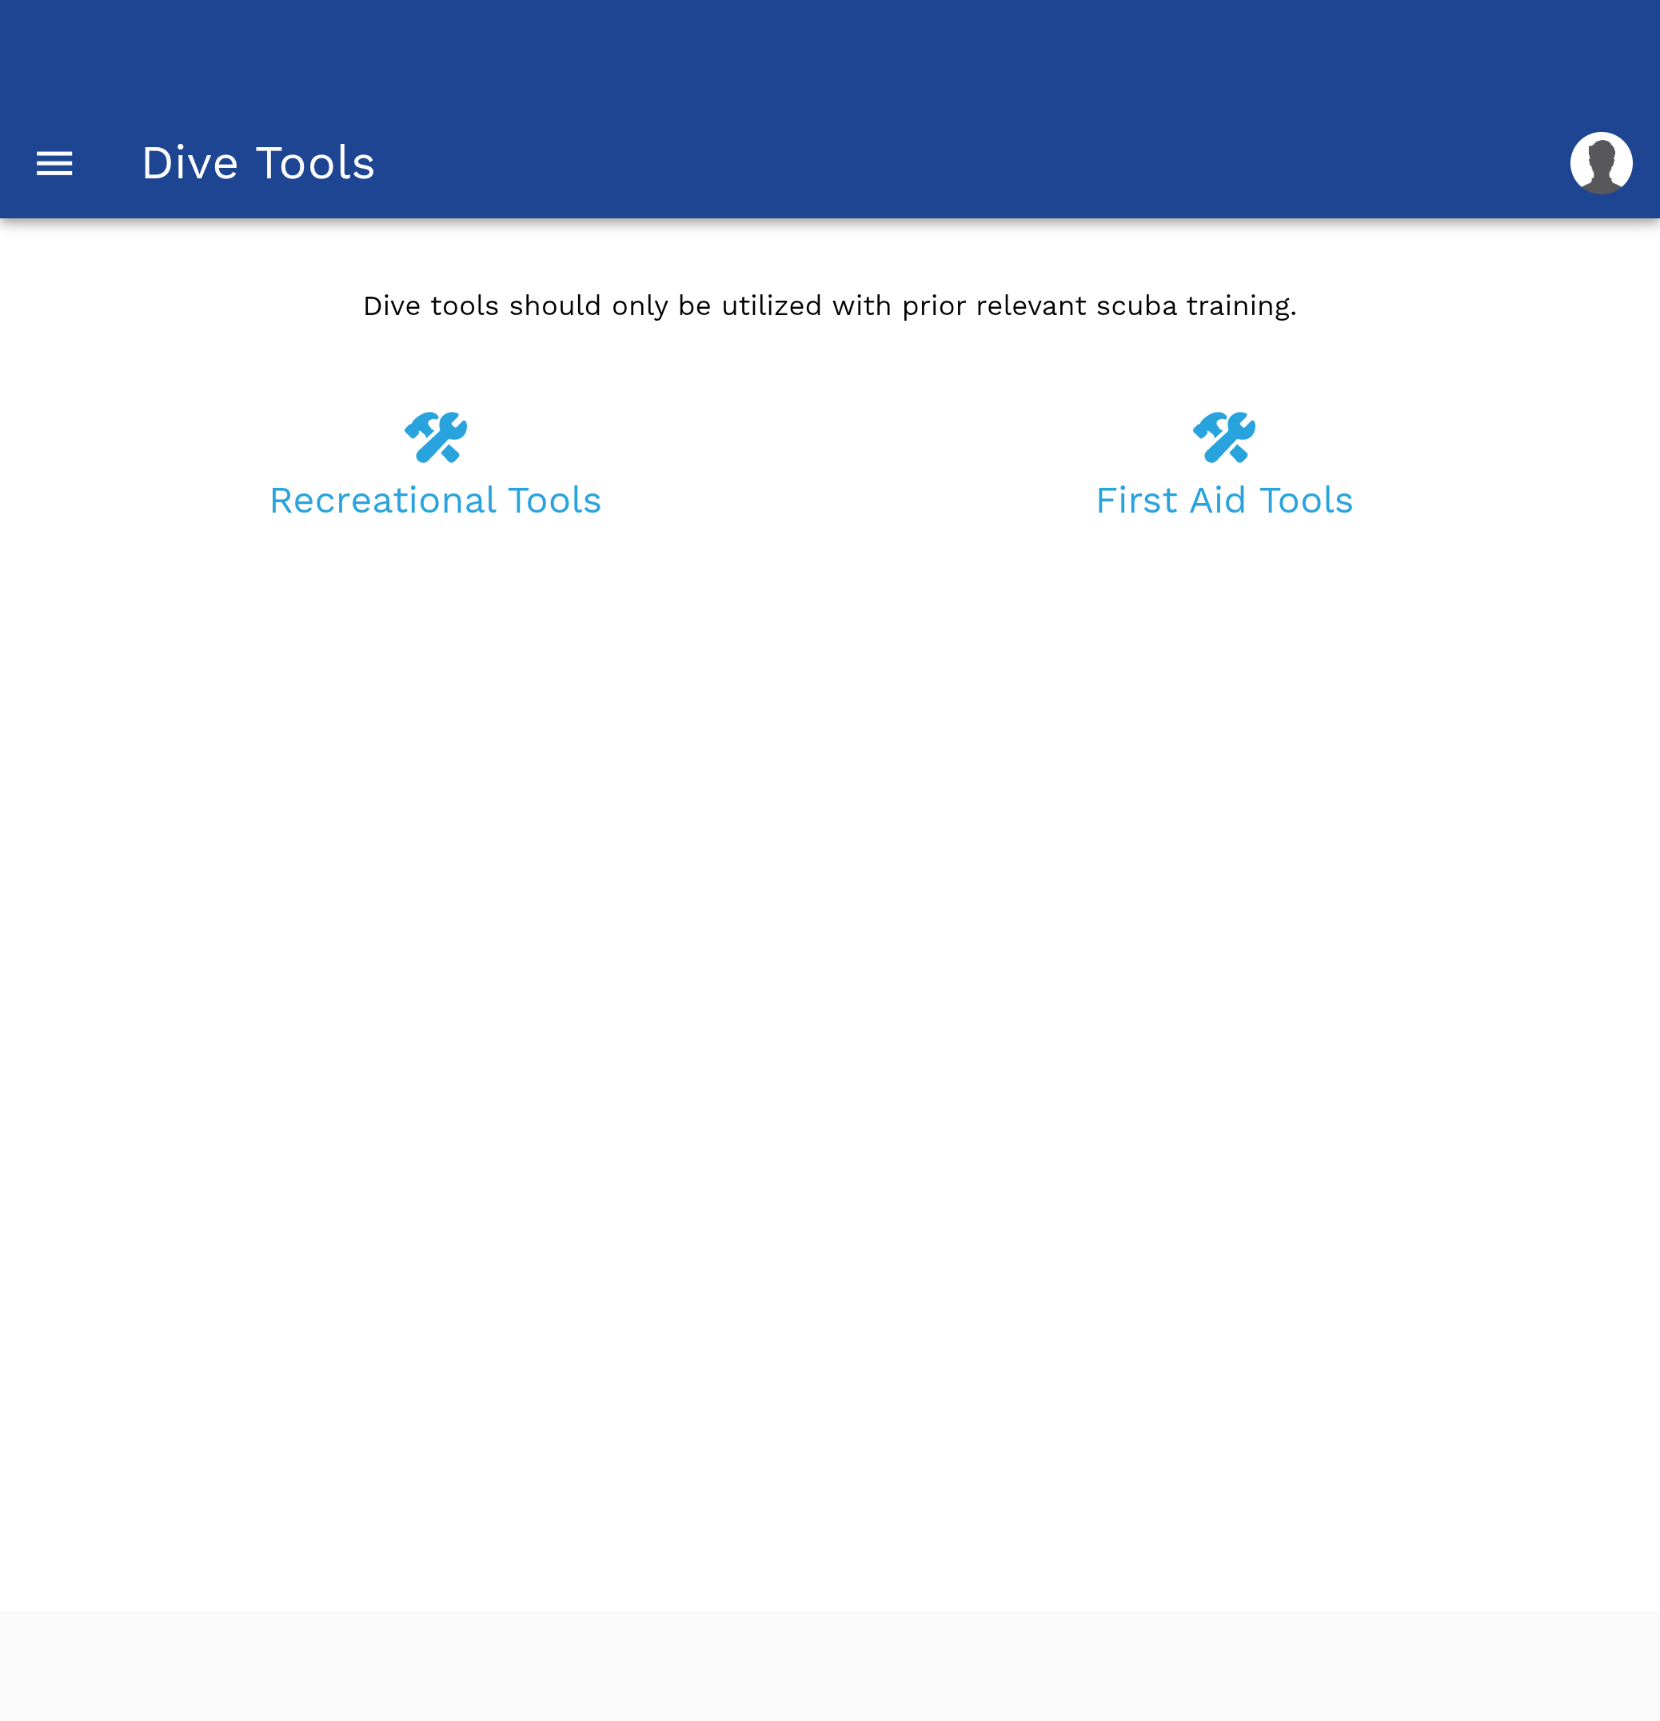 Dive Tools
Dive tools should only be utilized with prior relevant scuba training.
Recreational Tools
First Aid Tools